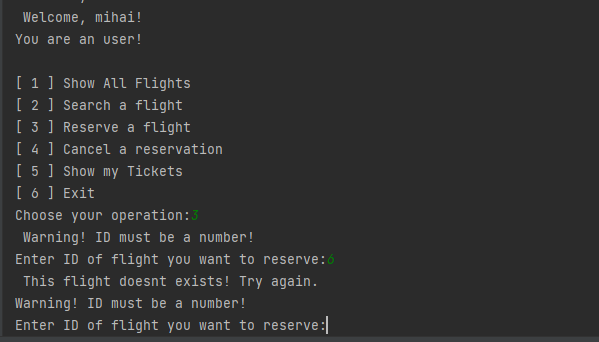 Welcome, mihai!
You are an user!
[ 1 ] Show All Flights
[ 2 ] Search a flight
[ 3 ] Reserve a flight
[ 4 ] Cancel a reservation
[ 5 ] Show my Tickets
[ 6 ] Exit
Choose your operation:3
Warning! ID must be a number!
Enter ID of flight you want to reserve:6
This flight doesnt exists! Try again.
Warning! ID must be a number!
Enter ID of flight you want to reserve: